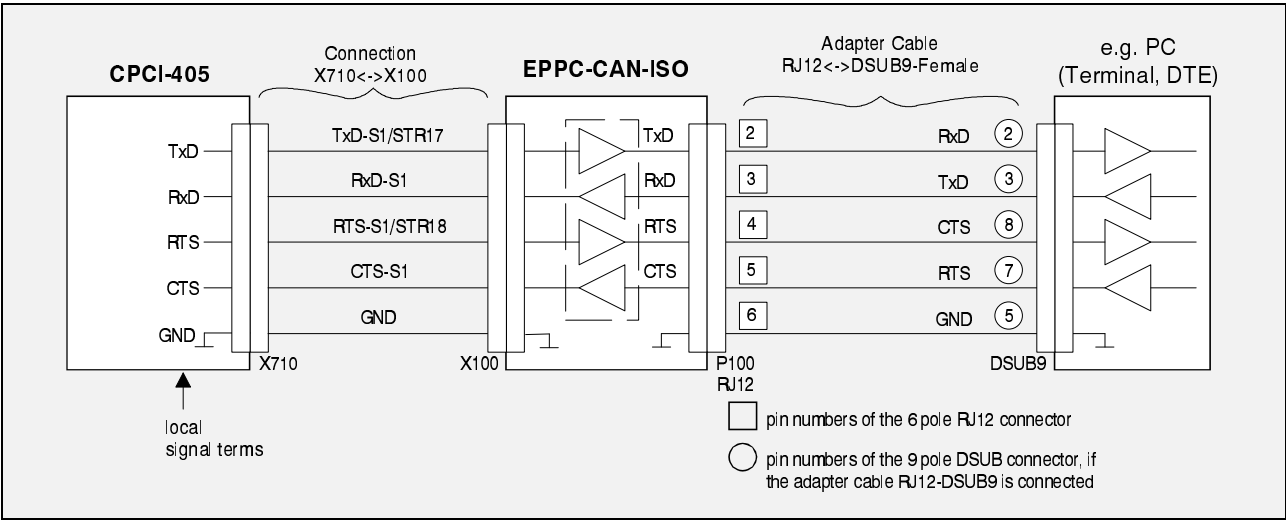 Connection
X710<->X100
Adapter Cable
RJ12<->DSUB9-Female
e.g. PC
(Terminal, DTE)
CPCI-405
EPPC-CAN-ISO
TxD
TxD-S1/STR17
TxD
2
RxD
2
RxD
RxD-S1
RxD
3
TxD
3
RTS
RTS-S1/STR18
RTS
4
CTS
8
CTS
CTS-S1
CTS
5
RTS
7
GND
GND
6
GND
5
X710
X100
P100
RJ12
DSUB9
local
signal terms
pin numbers of the 6 pole RJ12 connector
pin numbers of the 9 pole DSUB connector, if
the adapter cable RJ12-DSUB9 is connected